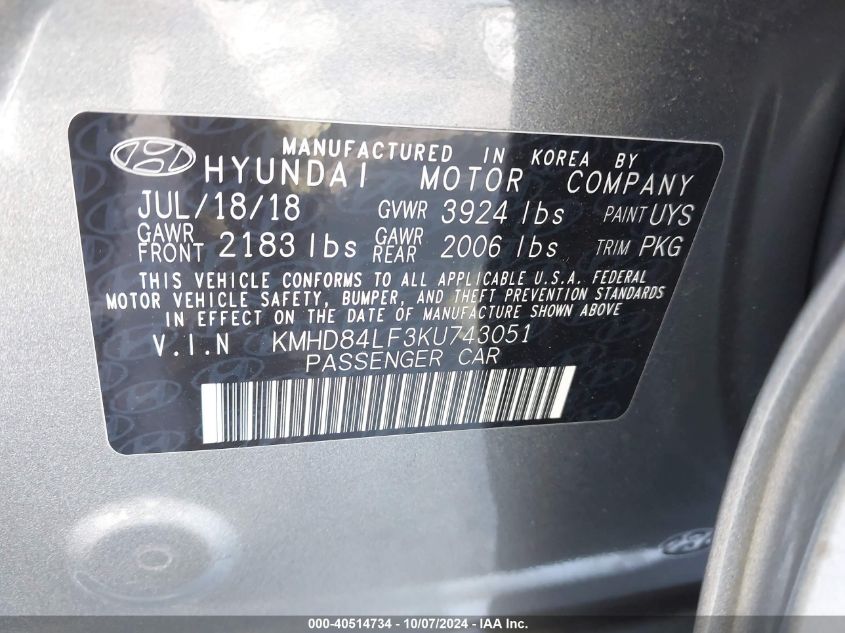 MANUFACTURED IN KOREA BY
HYUNDAI MOTOR COMPANY
JUL/18/18 GVWR 3924 lbs PAINT UYS
GAWR FRONT 2183 lbs GAWR REAR 2006 lbs TRIM PKG
THIS VEHICLE CONFORMS TO ALL APPLICABLE U.S.A. FEDERAL
MOTOR VEHICLE SAFETY, BUMPER, AND THEFT PREVENTION STANDARDS
IN EFFECT ON THE DATE OF MANUFACTURE SHOWN ABOVE
V.I.N KMHD84LF3KU743051
PASSENGER CAR
000-40514734 - 10/07/2024 - IAA Inc.